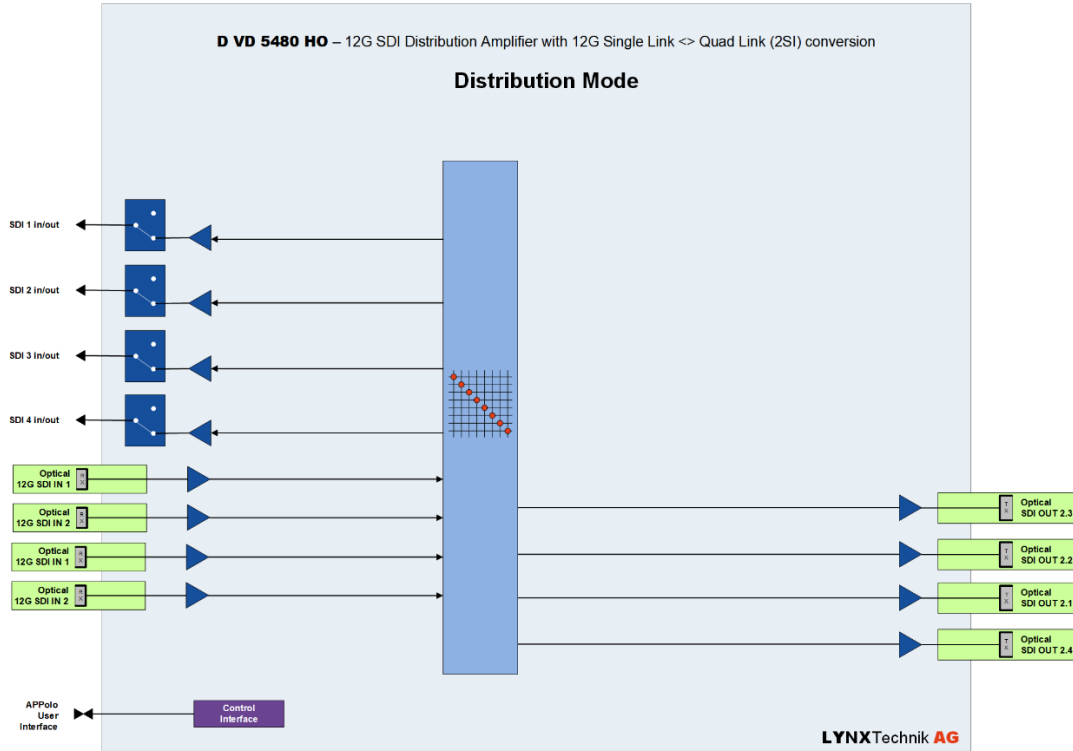 D VD 5480 HO – 12G SDI Distribution Amplifier with 12G Single Link <> Quad Link (2SI) conversion
Distribution Mode
SDI 1 in/out
SDI 2 in/out
SDI 3 in/out
SDI 4 in/out
Optical
12G SDI IN 1
R
X
Optical
12G SDI IN 2
R
X
Optical
12G SDI IN 1
R
X
Optical
12G SDI IN 2
R
X
T
X
Optical
SDI OUT 2.3
T
X
Optical
SDI OUT 2.2
T
X
Optical
SDI OUT 2.1
T
X
Optical
SDI OUT 2.4
APPolo
User
Interface
Control
Interface
LYNXTechnik AG